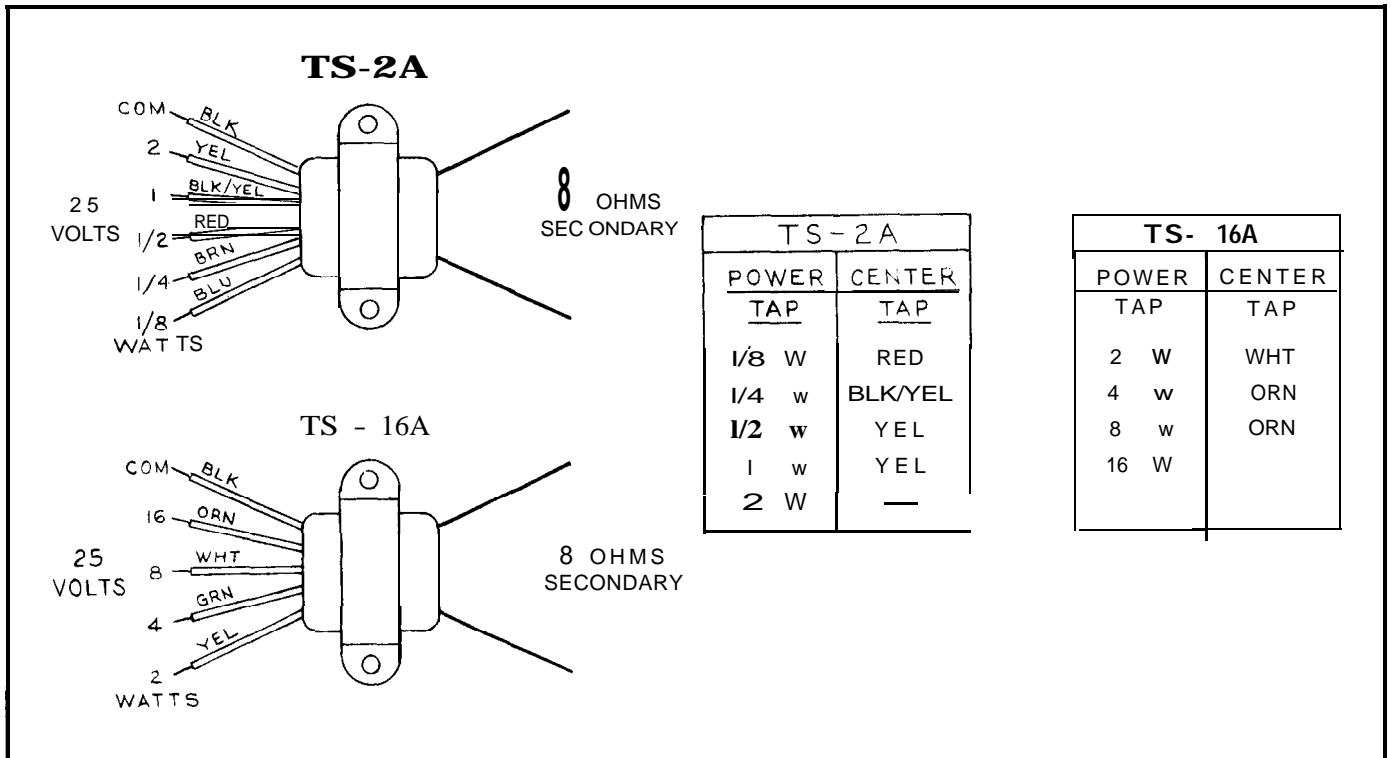 TS-2A
COM BLK
2 YEL
1 BLK/YEL
25
VOLTS
1/2 RED
1/4 BRN
1/8 BLU
WATTS
8 OHMS
SECONDARY
TS - 16A
COM BLK
16 ORN
8 WHT
25
VOLTS
4 GRN
2 YEL
WATTS
8 OHMS
SECONDARY
TS-2A
POWER CENTER
TAP TAP
1/8 W RED
1/4 w BLK/YEL
1/2 w YEL
1 w YEL
2 W —
TS- 16A
POWER CENTER
TAP TAP
2 W WHT
4 w ORN
8 w ORN
16 W